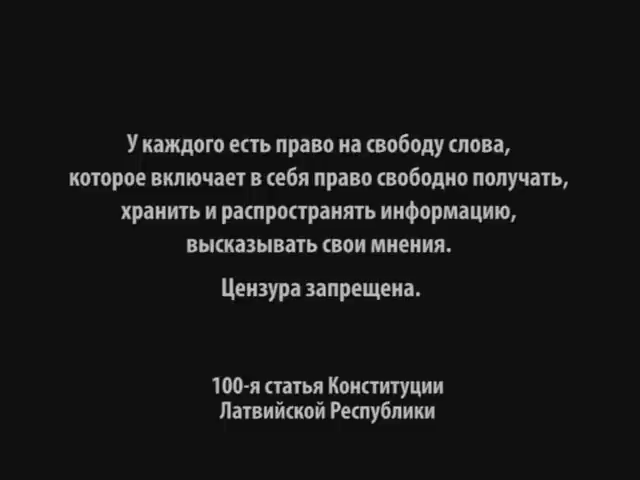 У каждого есть право на свободу слова,
которое включает в себя право свободно получать,
хранить и распространять информацию,
высказывать свои мнения.
Цензура запрещена.
100-я статья Конституции
Латвийской Республики